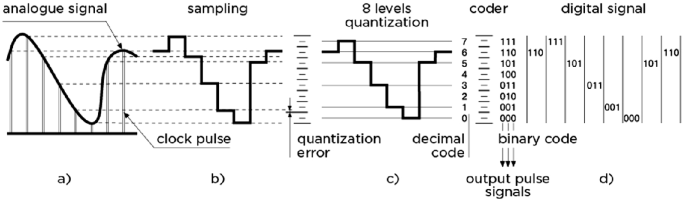 analogue signal
sampling
8 levels
quantization
coder
digital signal
7
6
5
4
3
2
1
0
111
110
101
100
011
010
001
000
110
111
101
011
001
000
101
110
clock pulse
quantization
error
decimal
code
binary code
output pulse
signals
a)
b)
c)
d)